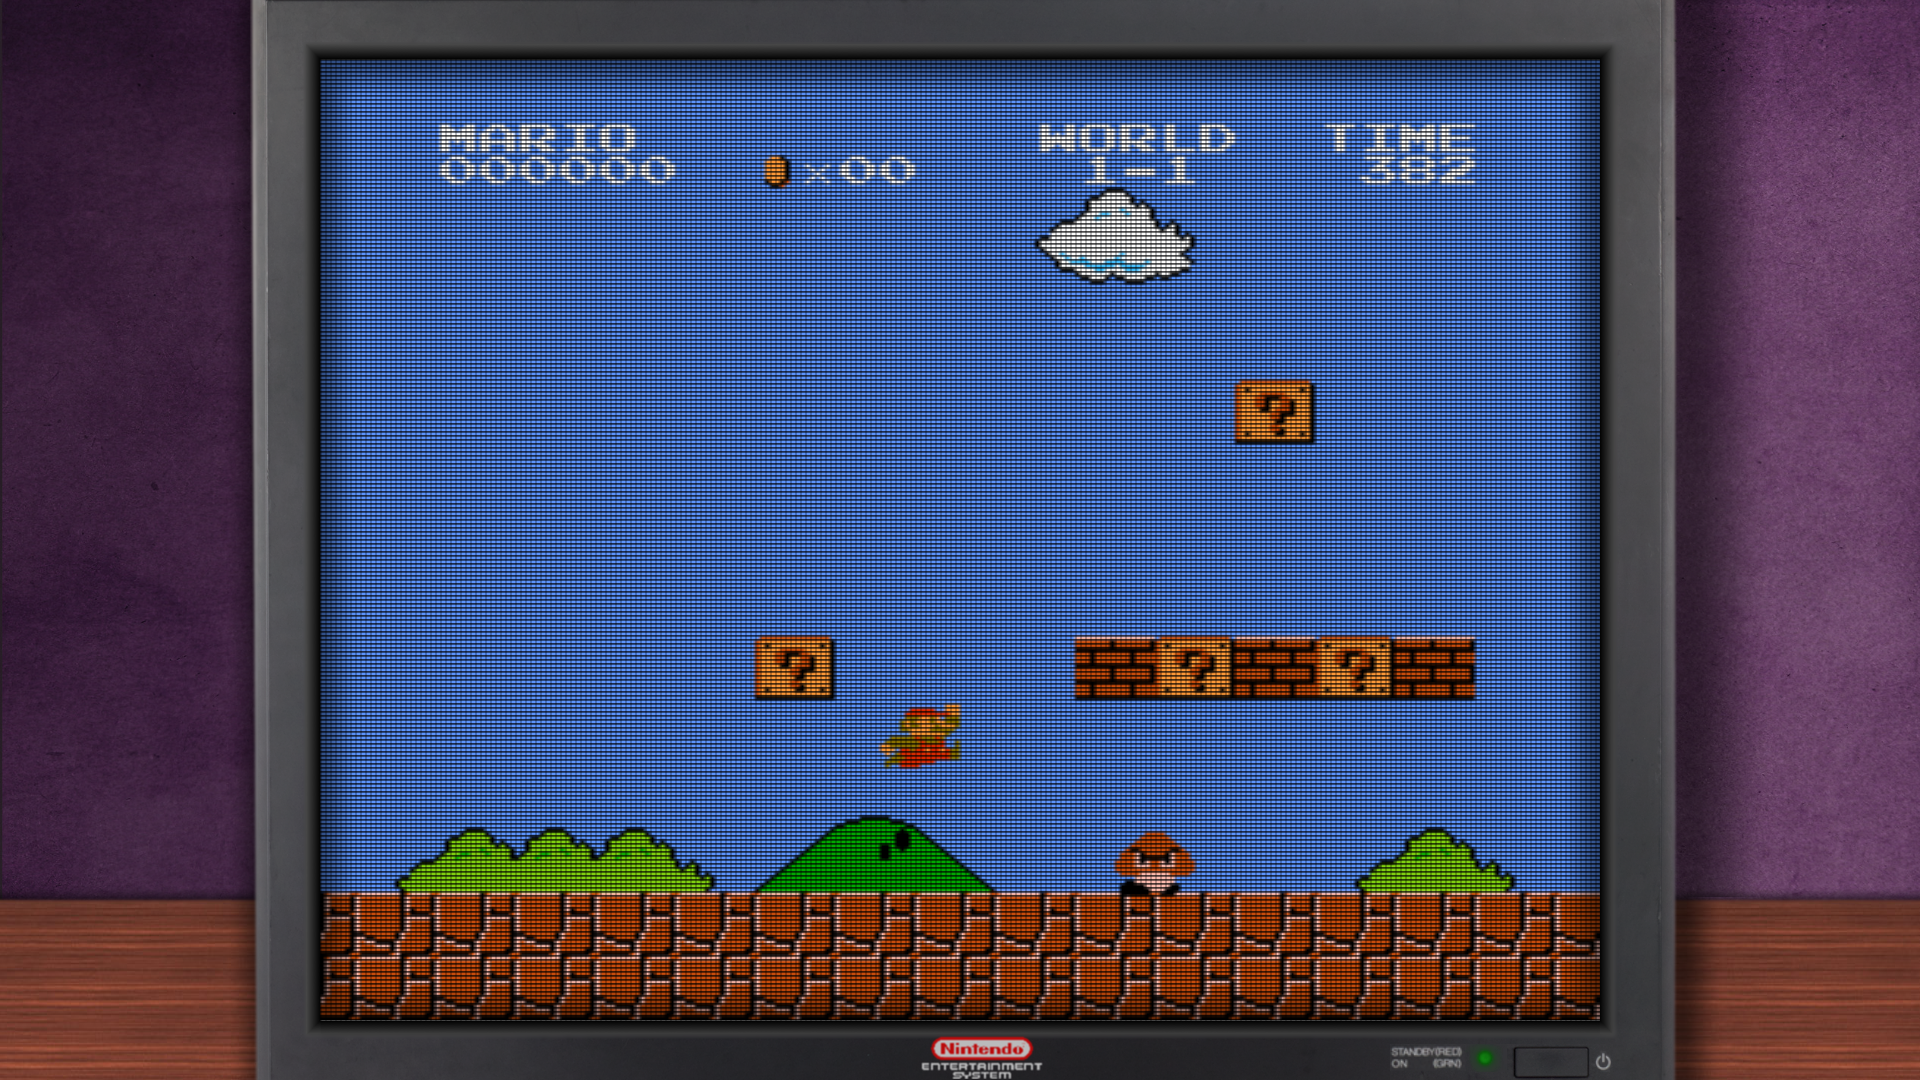 MARIO WORLD TIME
000000 ×00 1-1 382
?
? ? ?
Nintendo
ENTERTAINMENT
SYSTEM
STANDBY(RED)
ON (GRN)